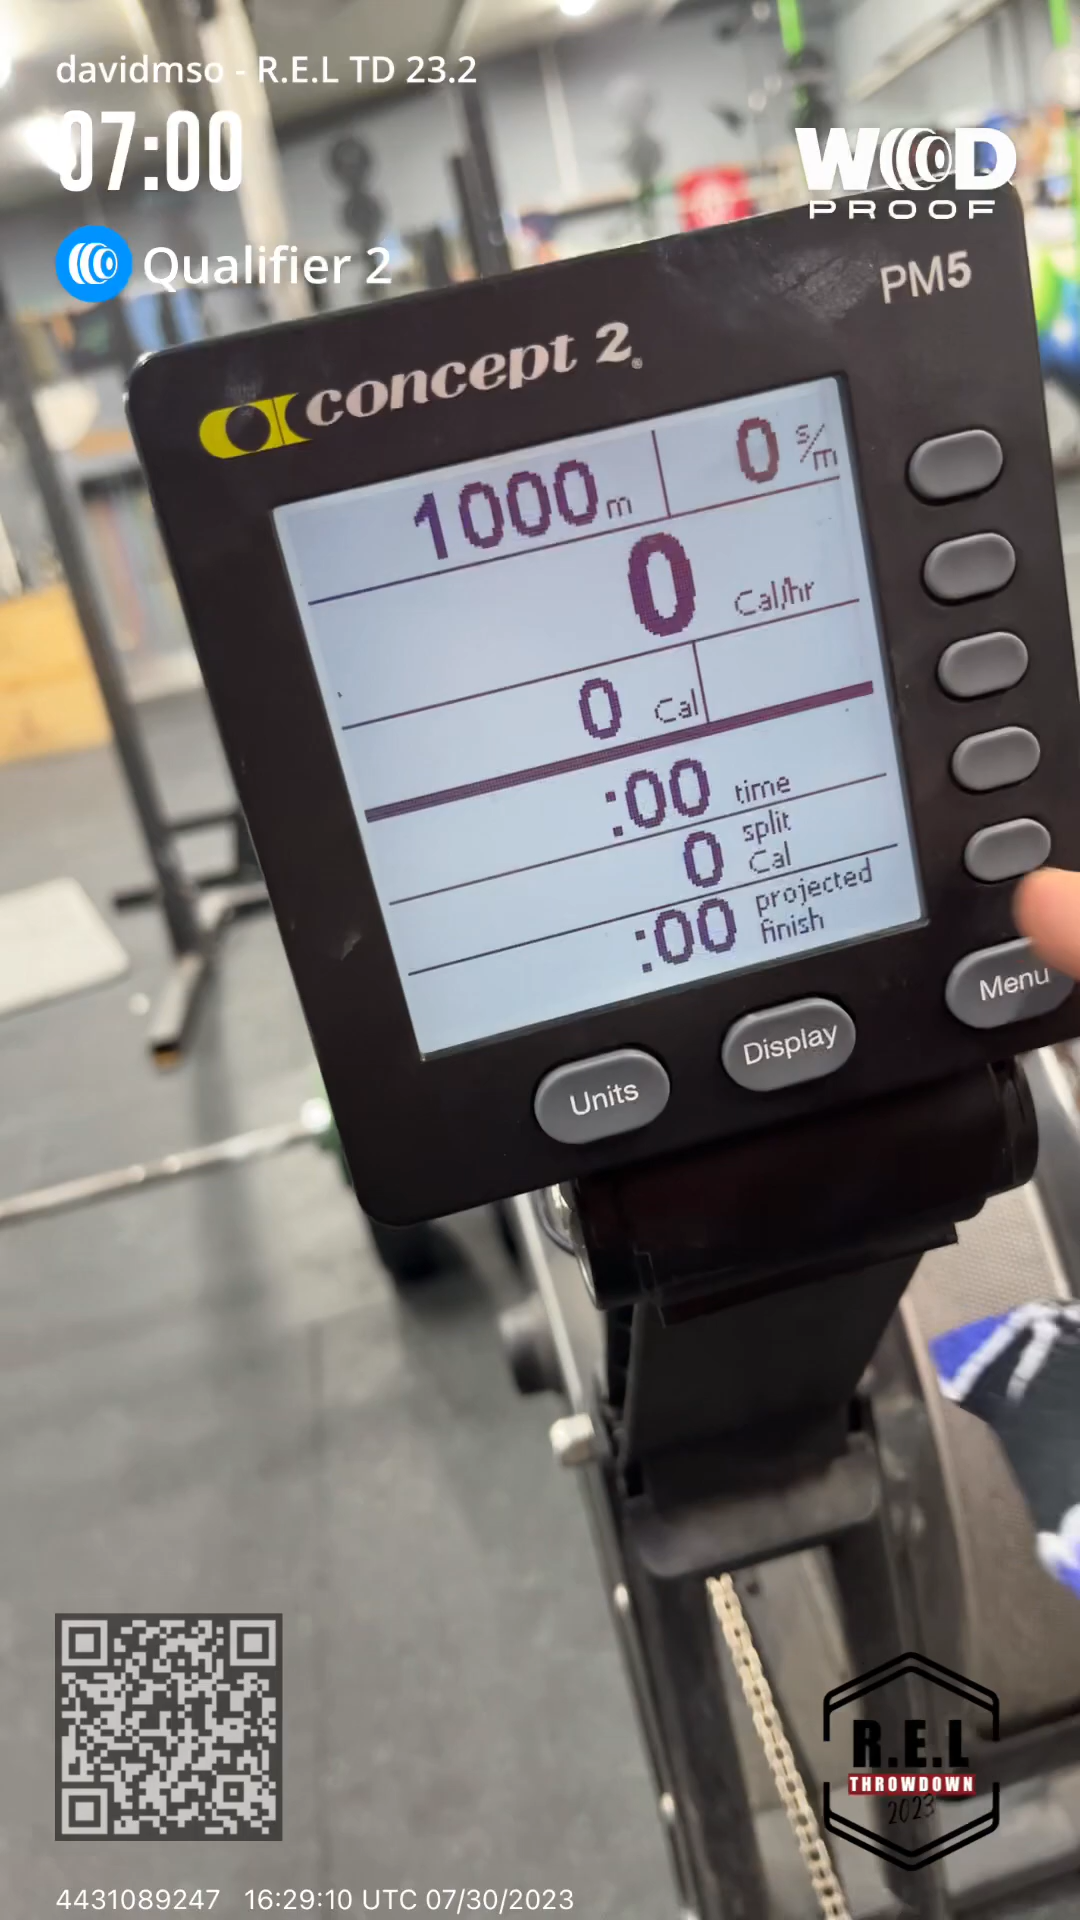 davidmso - R.E.L TD 23.2
07:00
WOD
PROOF
Qualifier 2
PM5
concept 2
1000 m
0 s/m
0 Cal/hr
0 Cal
:00 time
0 split Cal
:00 projected finish
Menu
Display
Units
R.E.L
THROWDOWN
2023
4431089247 16:29:10 UTC 07/30/2023